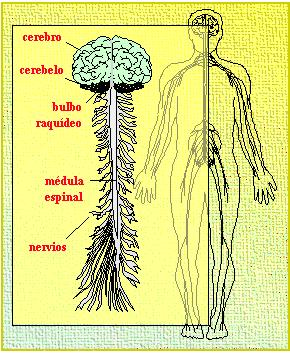 cerebro
cerebelo
bulbo
raquídeo
médula
espinal
nervios